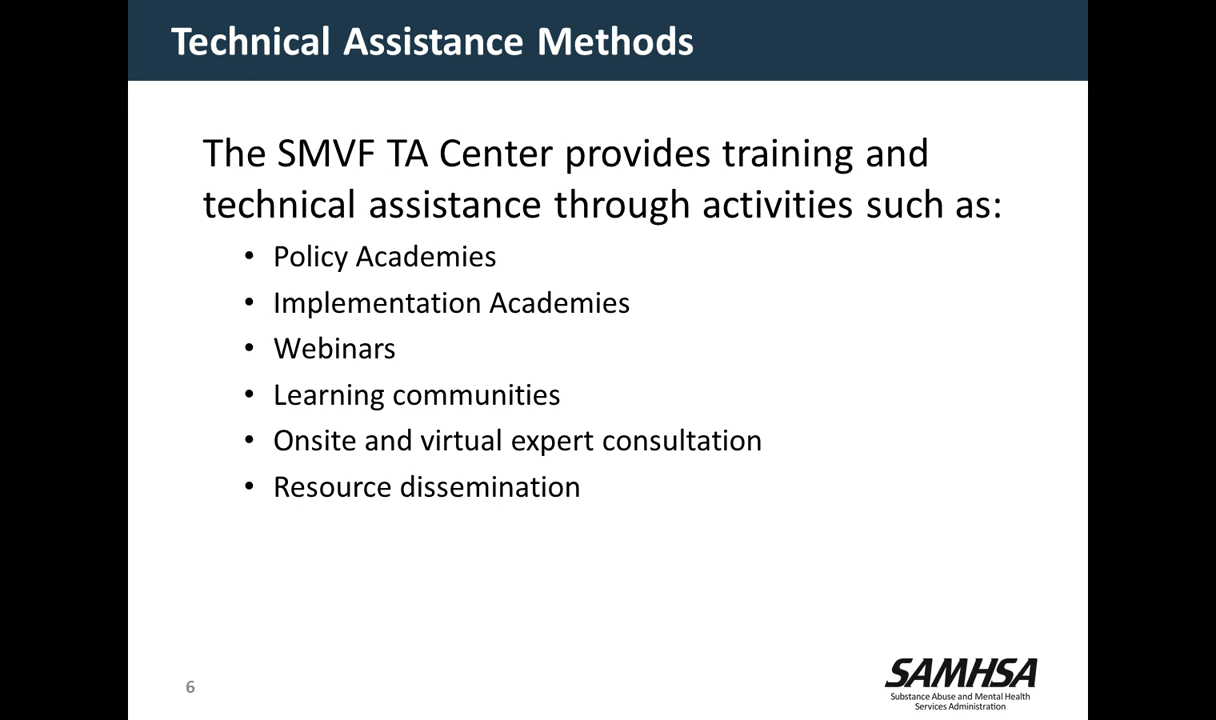 Technical Assistance Methods
The SMVF TA Center provides training and
technical assistance through activities such as:
• Policy Academies
• Implementation Academies
• Webinars
• Learning communities
• Onsite and virtual expert consultation
• Resource dissemination
6
SAMHSA
Substance Abuse and Mental Health
Services Administration